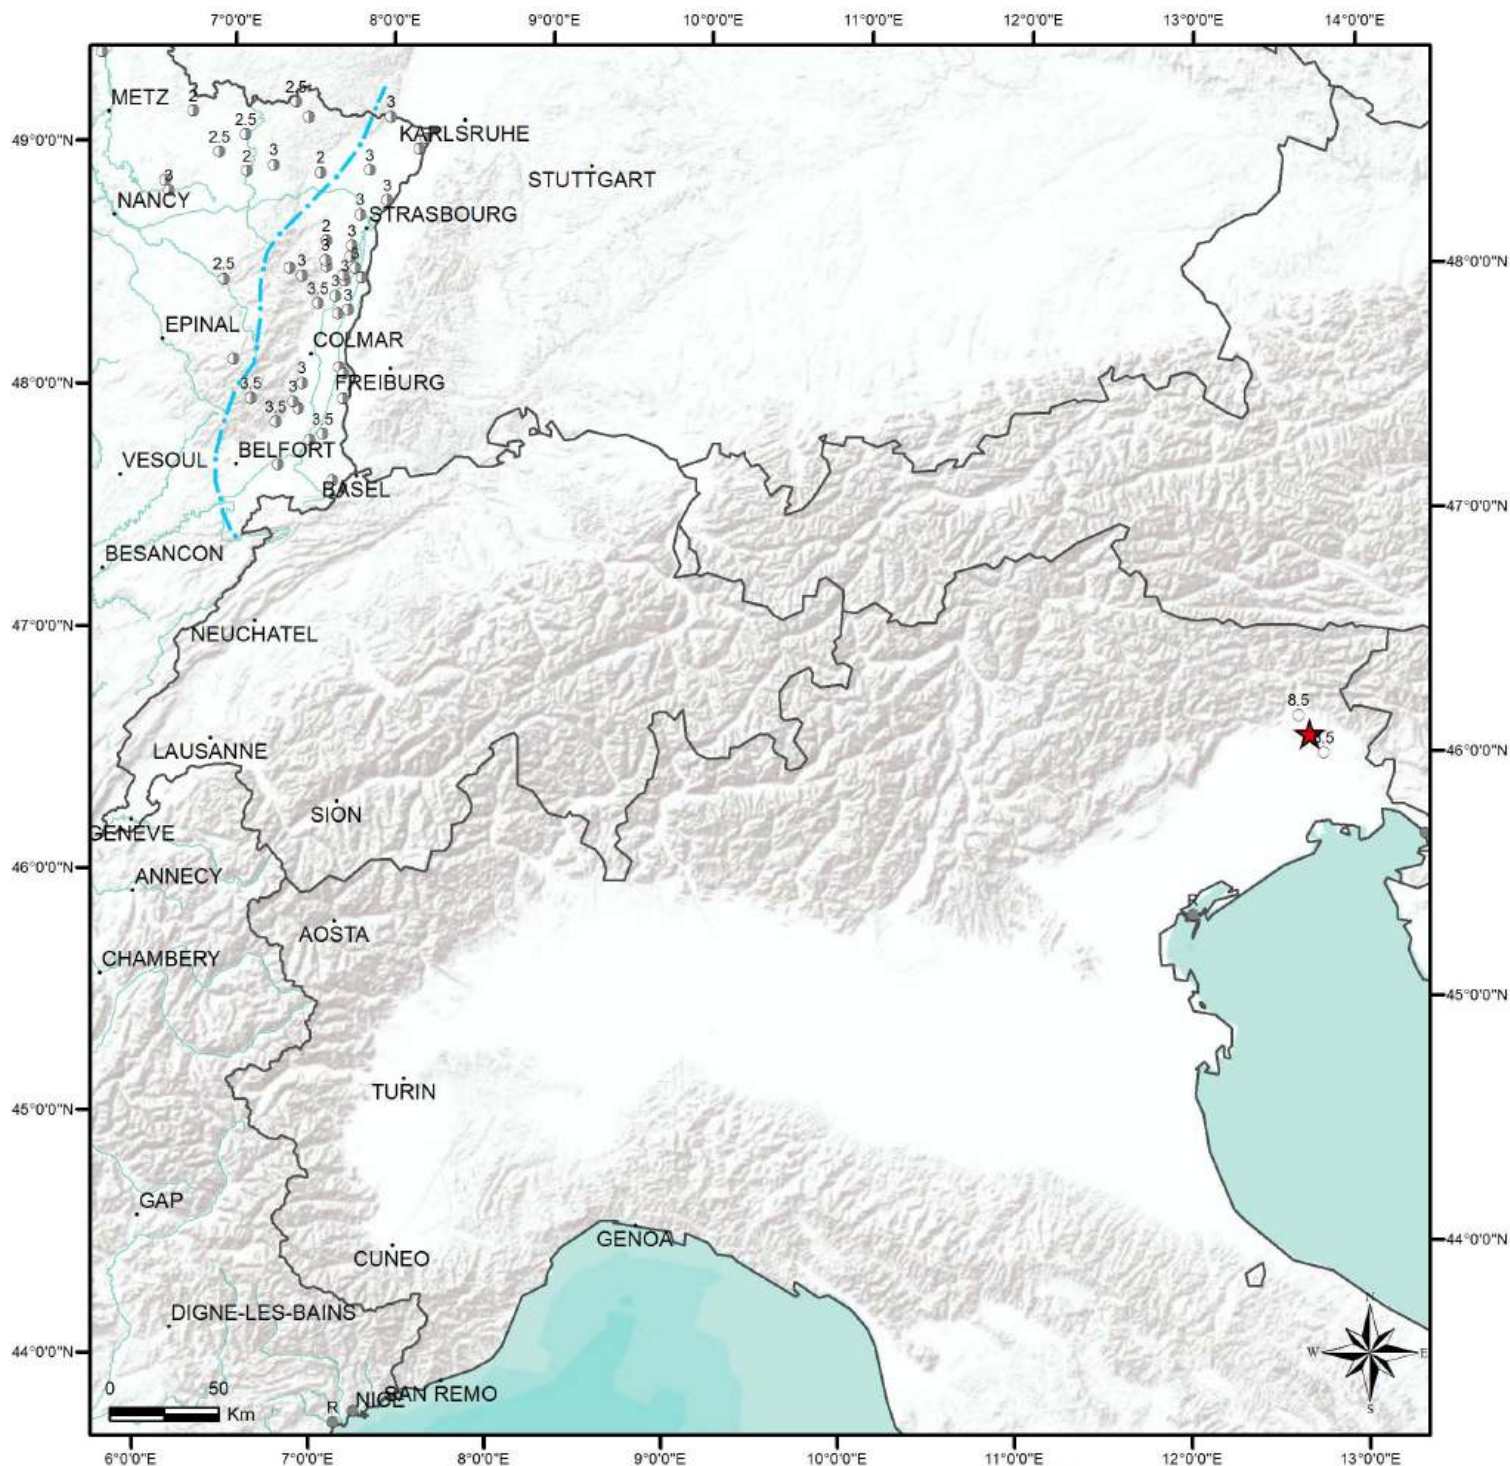 7°0'0"E 8°0'0"E 9°0'0"E 10°0'0"E 11°0'0"E 12°0'0"E 13°0'0"E 14°0'0"E
2.5
METZ 2 3
2.5 KARLSRUHE
49°0'0"N
2.5 2 3 2 3
STUTTGART
3
NANCY 3
3 STRASBOURG
2 3
3
2.5 3 3 48°0'0"N
3.5 3 3
EPINAL
COLMAR
3
48°0'0"N 3.5 3 FREIBURG
3.5 3.5
BELFORT
VESOUL
BASEL
47°0'0"N
BESANCON
47°0'0"N
NEUCHATEL
8.5
LAUSANNE
46°0'0"N
SION
GENEVE
46°0'0"N
ANNECY
R
AOSTA
CHAMBERY
45°0'0"N
TURIN
45°0'0"N
GAP
GENOA 44°0'0"N
CUNEO
DIGNE-LES-BAINS
N
44°0'0"N W E
0 50
NICE SAN REMO
R
Km S
6°0'0"E 7°0'0"E 8°0'0"E 9°0'0"E 10°0'0"E 11°0'0"E 12°0'0"E 13°0'0"E